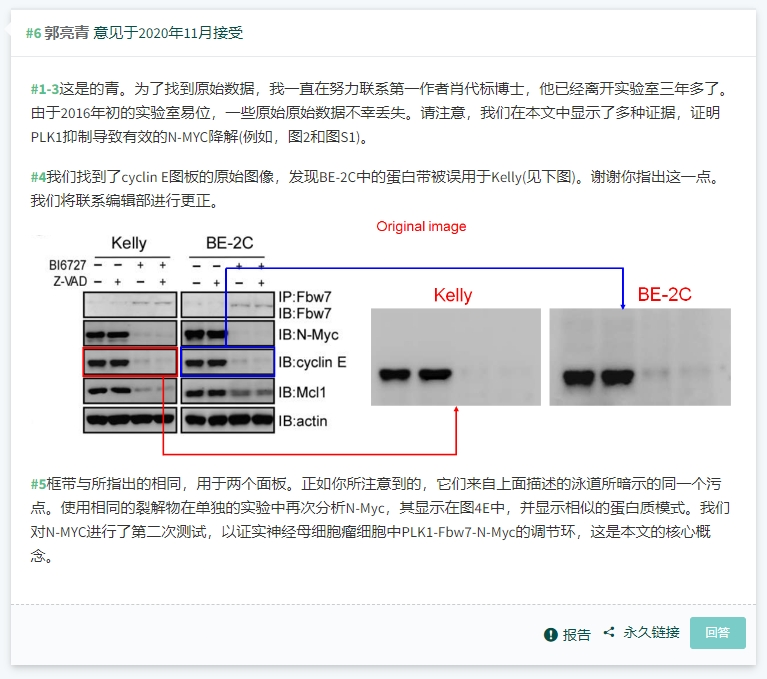 #6 郭亮青 意见于2020年11月接受
#1-3这是的青。为了找到原始数据，我一直在努力联系第一作者肖代标博士，他已经离开实验室三年多了。
由于2016年初的实验室易位，一些原始原始数据不幸丢失。请注意，我们在本文中显示了多种证据，证明
PLK1抑制导致有效的N-MYC降解(例如，图2和图S1)。
#4我们找到了cyclin E图板的原始图像，发现BE-2C中的蛋白带被误用于Kelly(见下图)。谢谢你指出这一点。
我们将联系编辑部进行更正。
Original image
Kelly BE-2C
BI6727 - - + + - - + +
Z-VAD - + - + - + - +
IP:Fbw7
IB:Fbw7
IB:N-Myc
IB:cyclin E
IB:Mcl1
IB:actin
Kelly BE-2C
#5框带与所指出的相同，用于两个面板。正如你所注意到的，它们来自上面描述的泳道所暗示的同一个污
点。使用相同的裂解物在单独的实验中再次分析N-Myc，其显示在图4E中，并显示相似的蛋白质模式。我们
对N-MYC进行了第二次测试，以证实神经母细胞瘤细胞中PLK1-Fbw7-N-Myc的调节环，这是本文的核心概
念。
报告 永久链接 回答